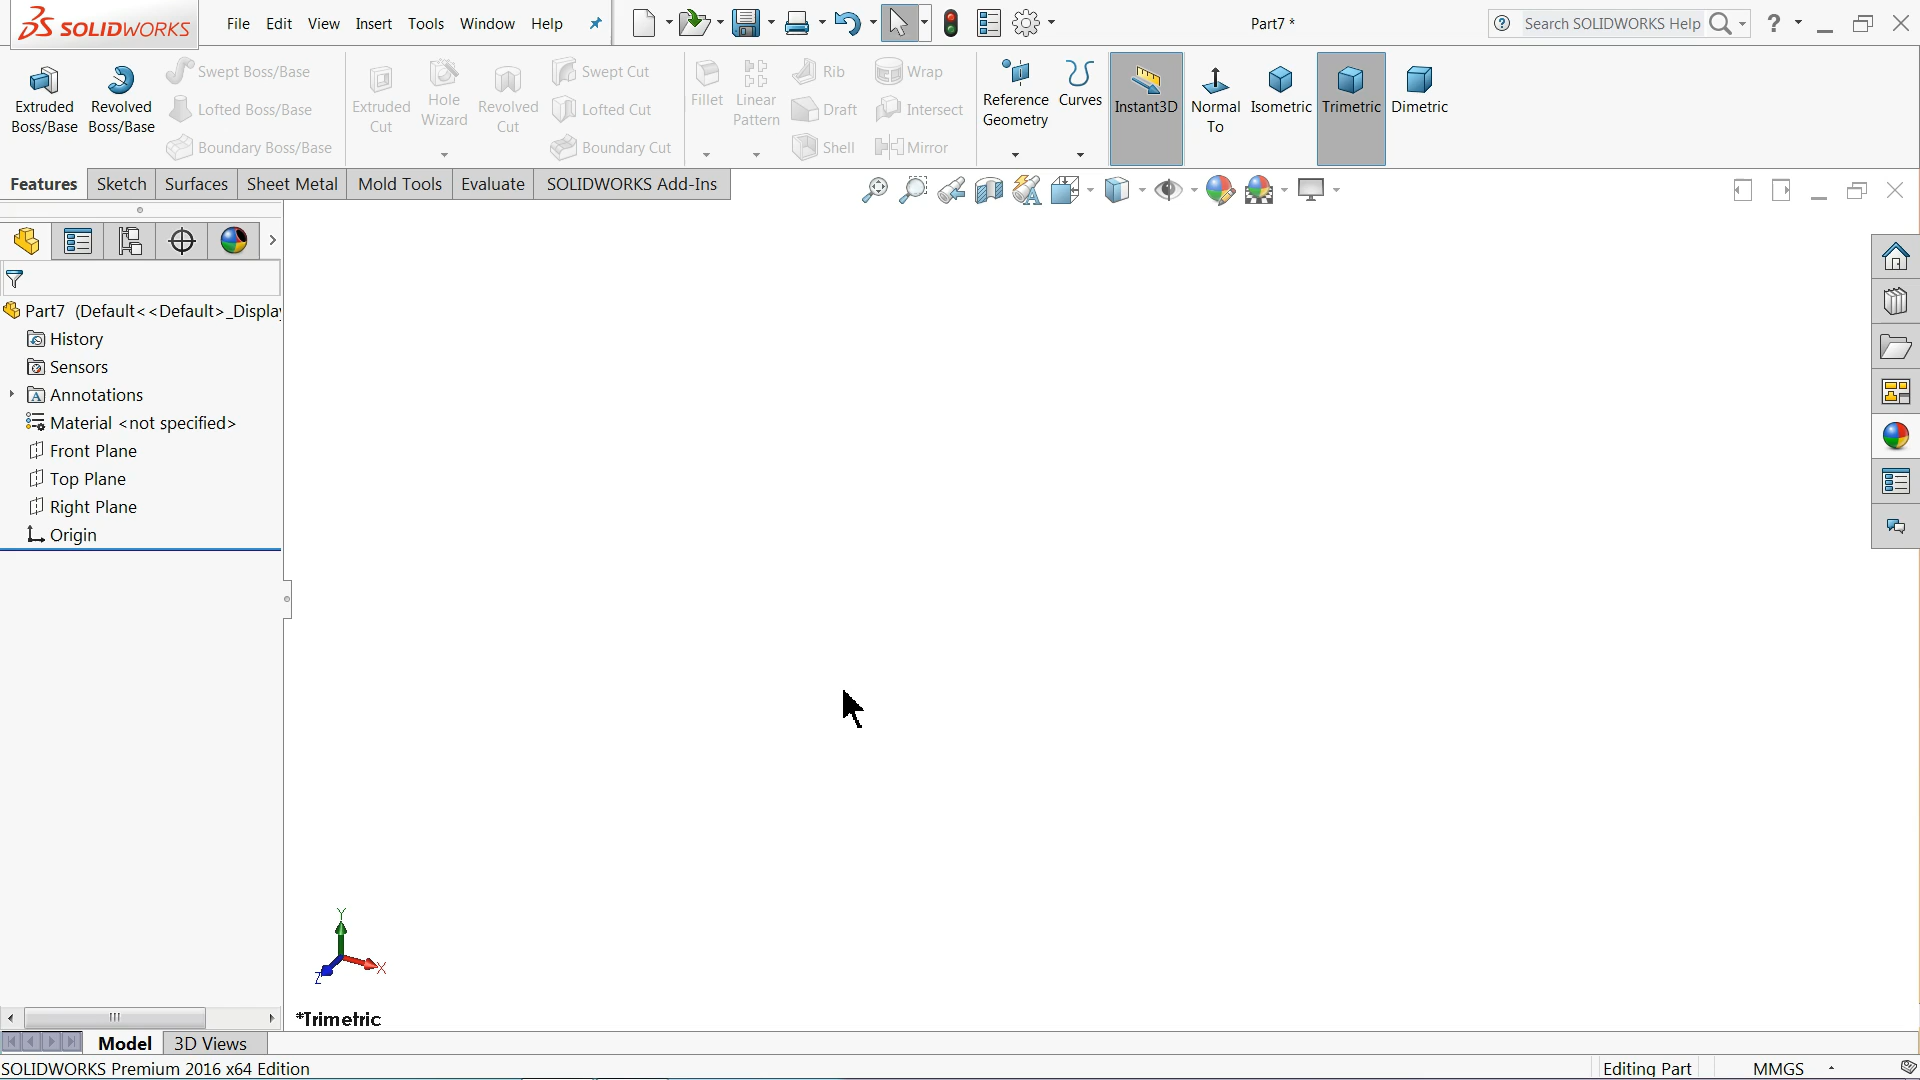 SOLIDWORKS File Edit View Insert Tools Window Help Part7 * Search SOLIDWORKS Help ?
Extruded Boss/Base
Revolved Boss/Base
Swept Boss/Base
Lofted Boss/Base
Boundary Boss/Base
Extruded Cut
Hole Wizard
Revolved Cut
Swept Cut
Lofted Cut
Boundary Cut
Fillet
Linear Pattern
Rib
Draft
Shell
Wrap
Intersect
Mirror
Reference Geometry
Curves
Instant3D
Normal To
Isometric
Trimetric
Dimetric
Features Sketch Surfaces Sheet Metal Mold Tools Evaluate SOLIDWORKS Add-Ins
Part7 (Default<<Default>_Display
History
Sensors
Annotations
Material <not specified>
Front Plane
Top Plane
Right Plane
Origin
Y
X
Z
*Trimetric
Model 3D Views
SOLIDWORKS Premium 2016 x64 Edition Editing Part MMGS